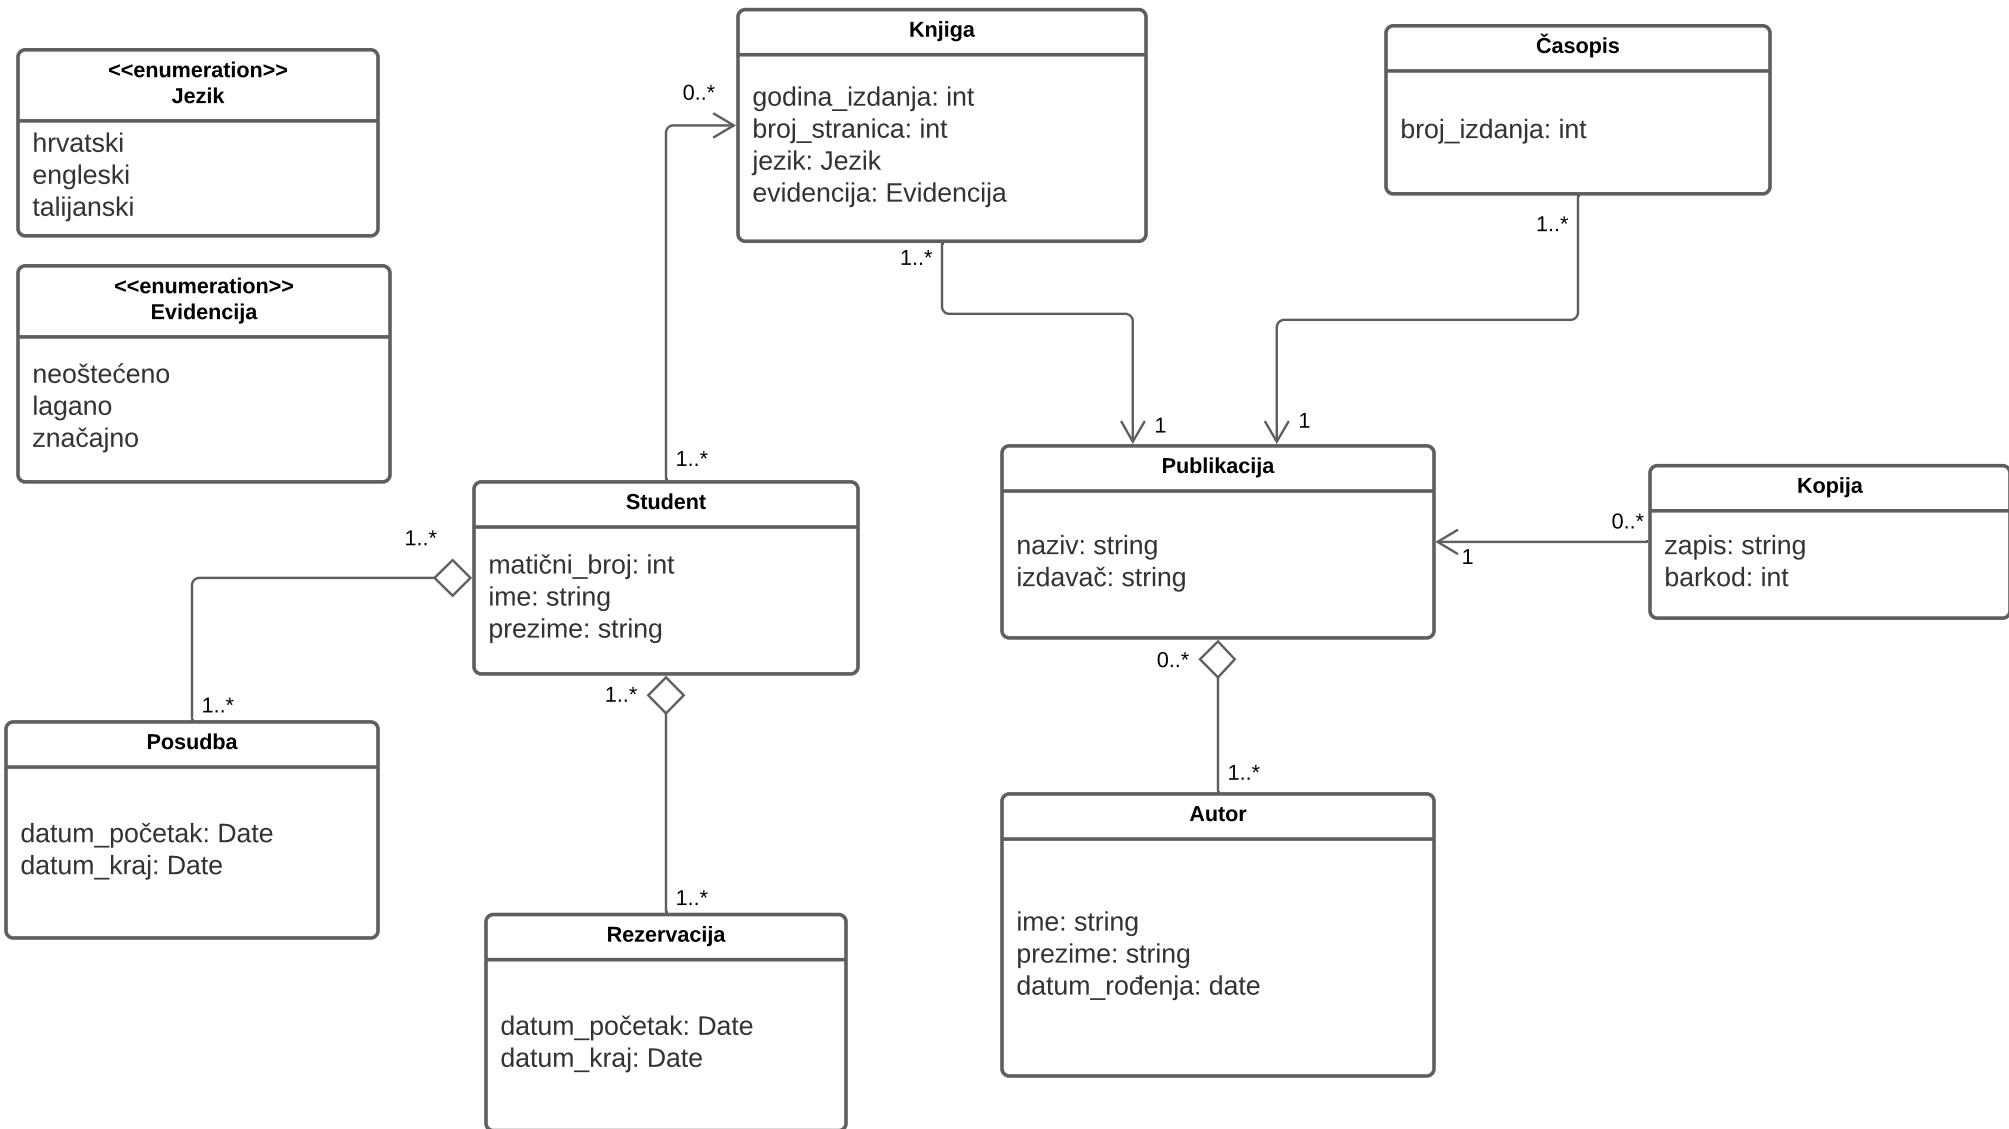 <<enumeration>>
Jezik
hrvatski
engleski
talijanski
<<enumeration>>
Evidencija
neoštećeno
lagano
značajno
Knjiga
godina_izdanja: int
broj_stranica: int
jezik: Jezik
evidencija: Evidencija
0..*
1..*
Časopis
broj_izdanja: int
1..*
1..*
Student
matični_broj: int
ime: string
prezime: string
1..*
1..*
1
1
Publikacija
naziv: string
izdavač: string
0..*
1
Kopija
zapis: string
barkod: int
0..*
1..*
Posudba
datum_početak: Date
datum_kraj: Date
1..*
1..*
Rezervacija
datum_početak: Date
datum_kraj: Date
1..*
Autor
ime: string
prezime: string
datum_rođenja: date